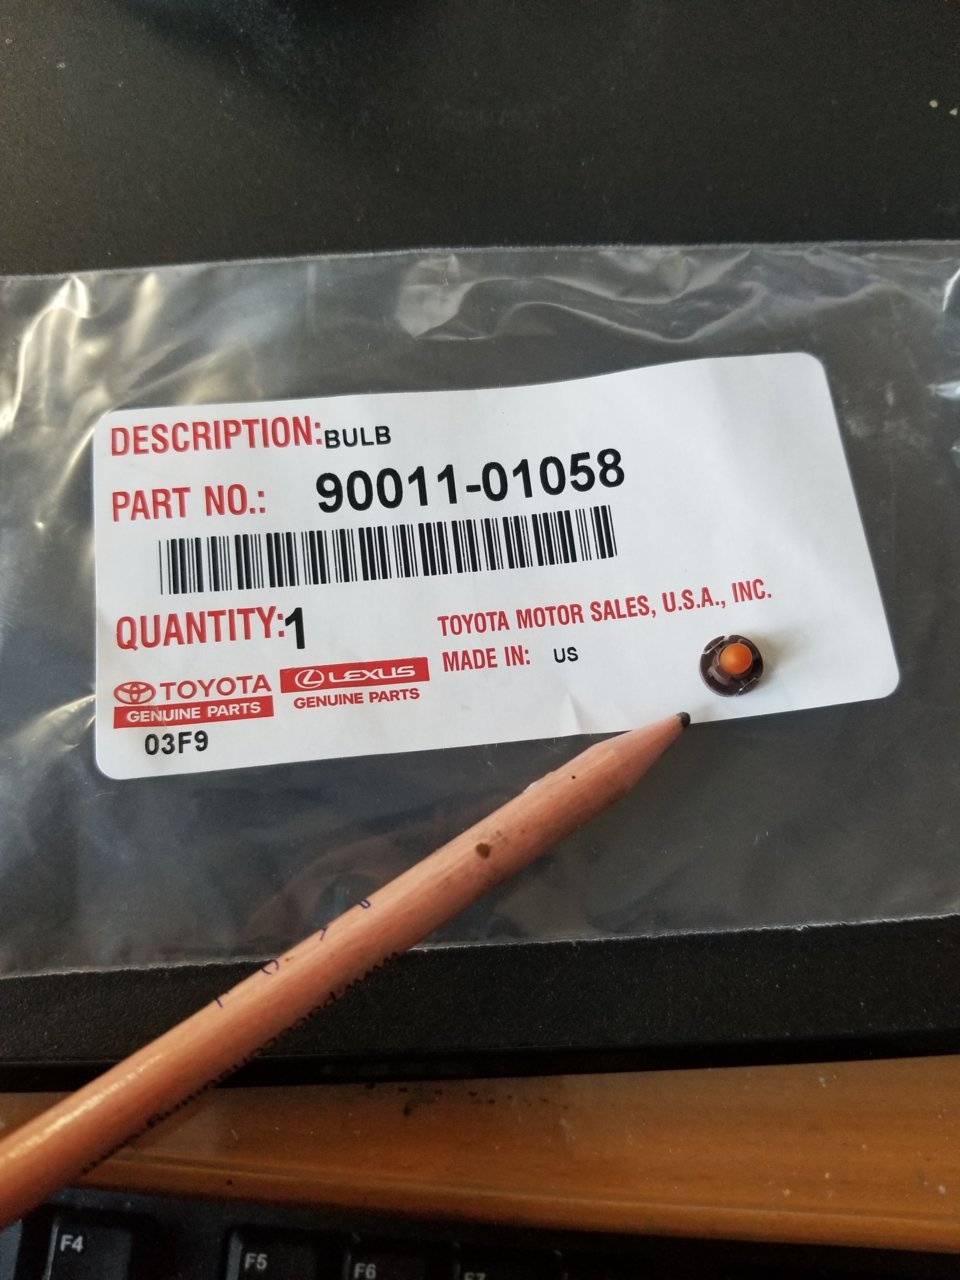 DESCRIPTION:BULB
PART NO.: 90011-01058
QUANTITY:1
TOYOTA MOTOR SALES, U.S.A., INC.
MADE IN: US
TOYOTA
GENUINE PARTS
LEXUS
GENUINE PARTS
03F9
F4
F5
F6
F7